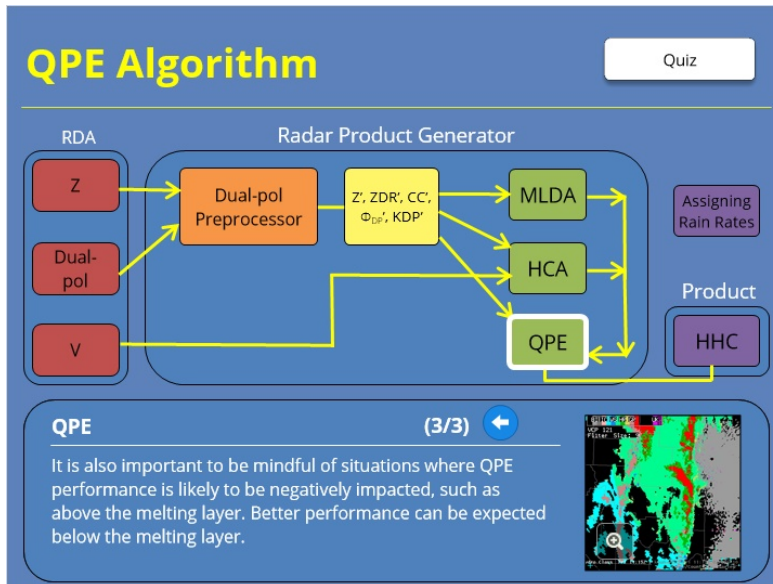 QPE Algorithm
Quiz
RDA
Radar Product Generator
Z
Dual-pol
Preprocessor
Z', ZDR', CC',
ΦDP', KDP'
MLDA
Assigning
Rain Rates
Dual-
pol
HCA
Product
V
QPE
HHC
QPE
(3/3)
It is also important to be mindful of situations where QPE
performance is likely to be negatively impacted, such as
above the melting layer. Better performance can be expected
below the melting layer.
VCP 121